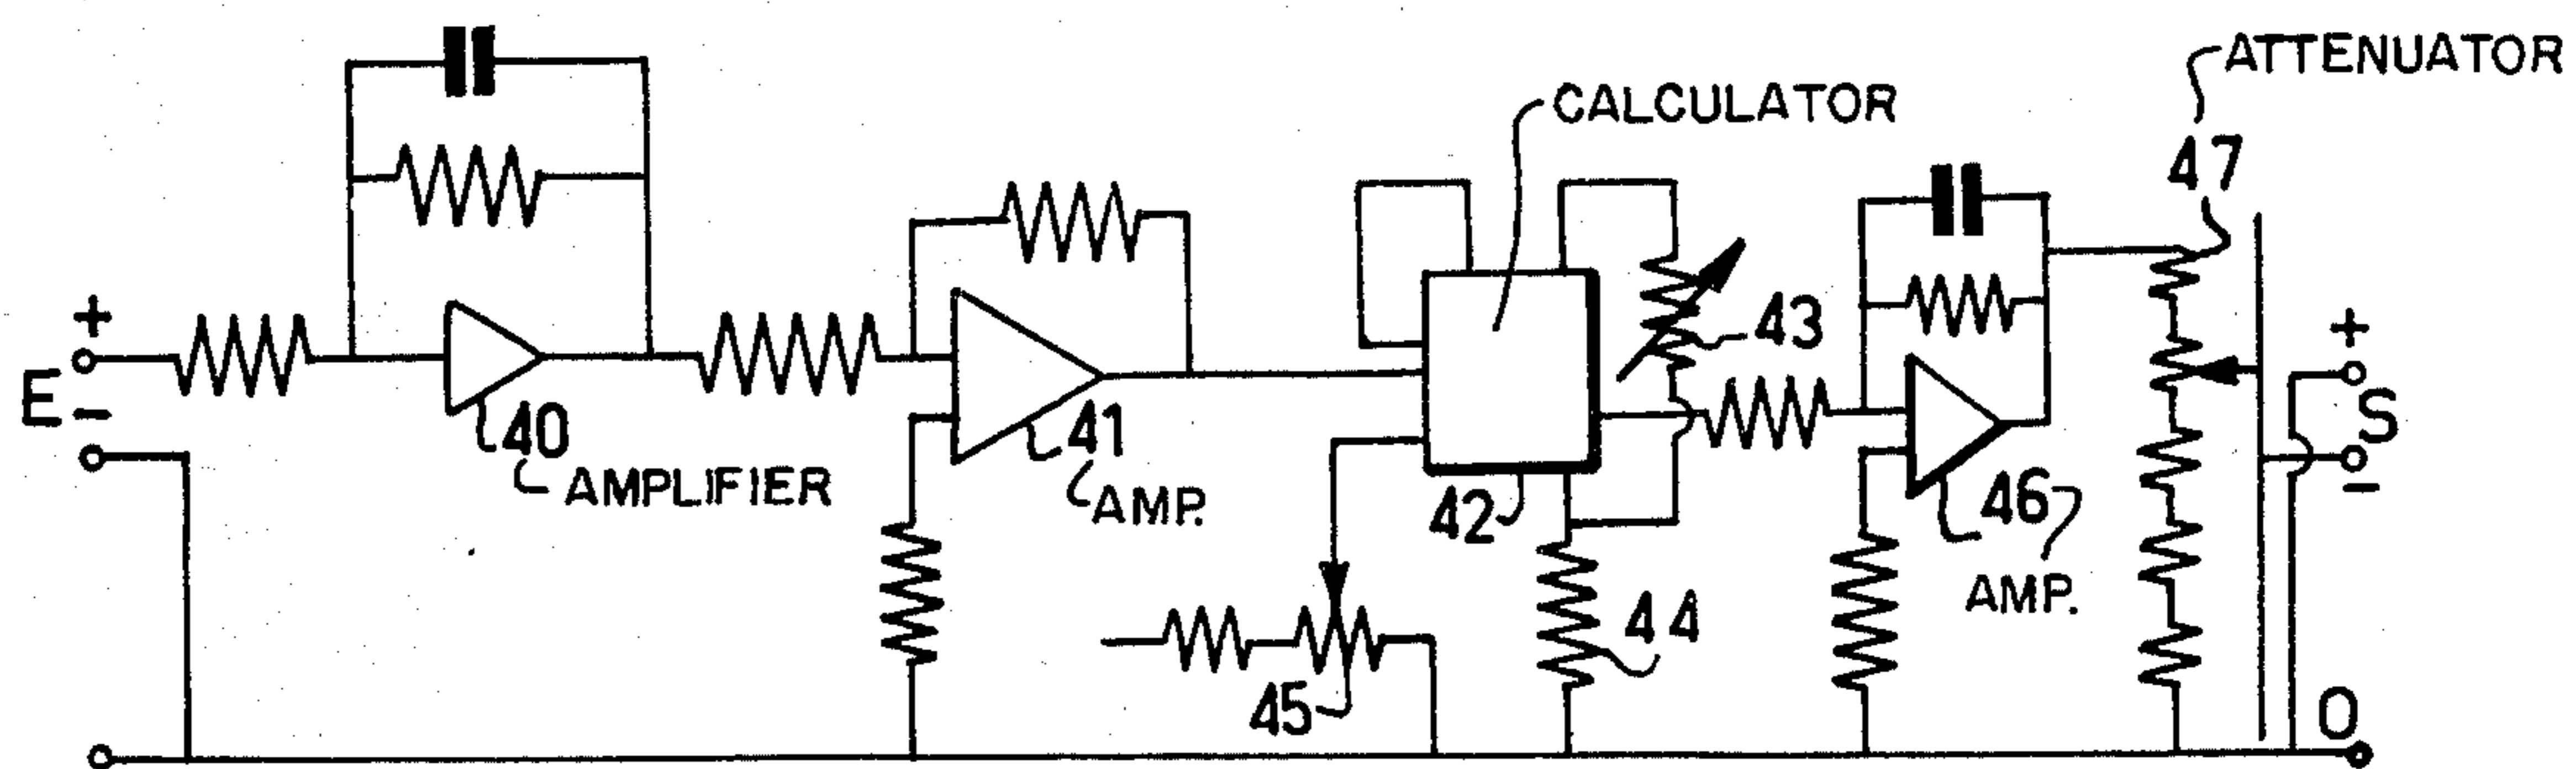 ATTENUATOR
CALCULATOR
47
+
43
+
E
-
40
AMPLIFIER
41
AMP.
42
46
AMP.
S
-
44
45
O